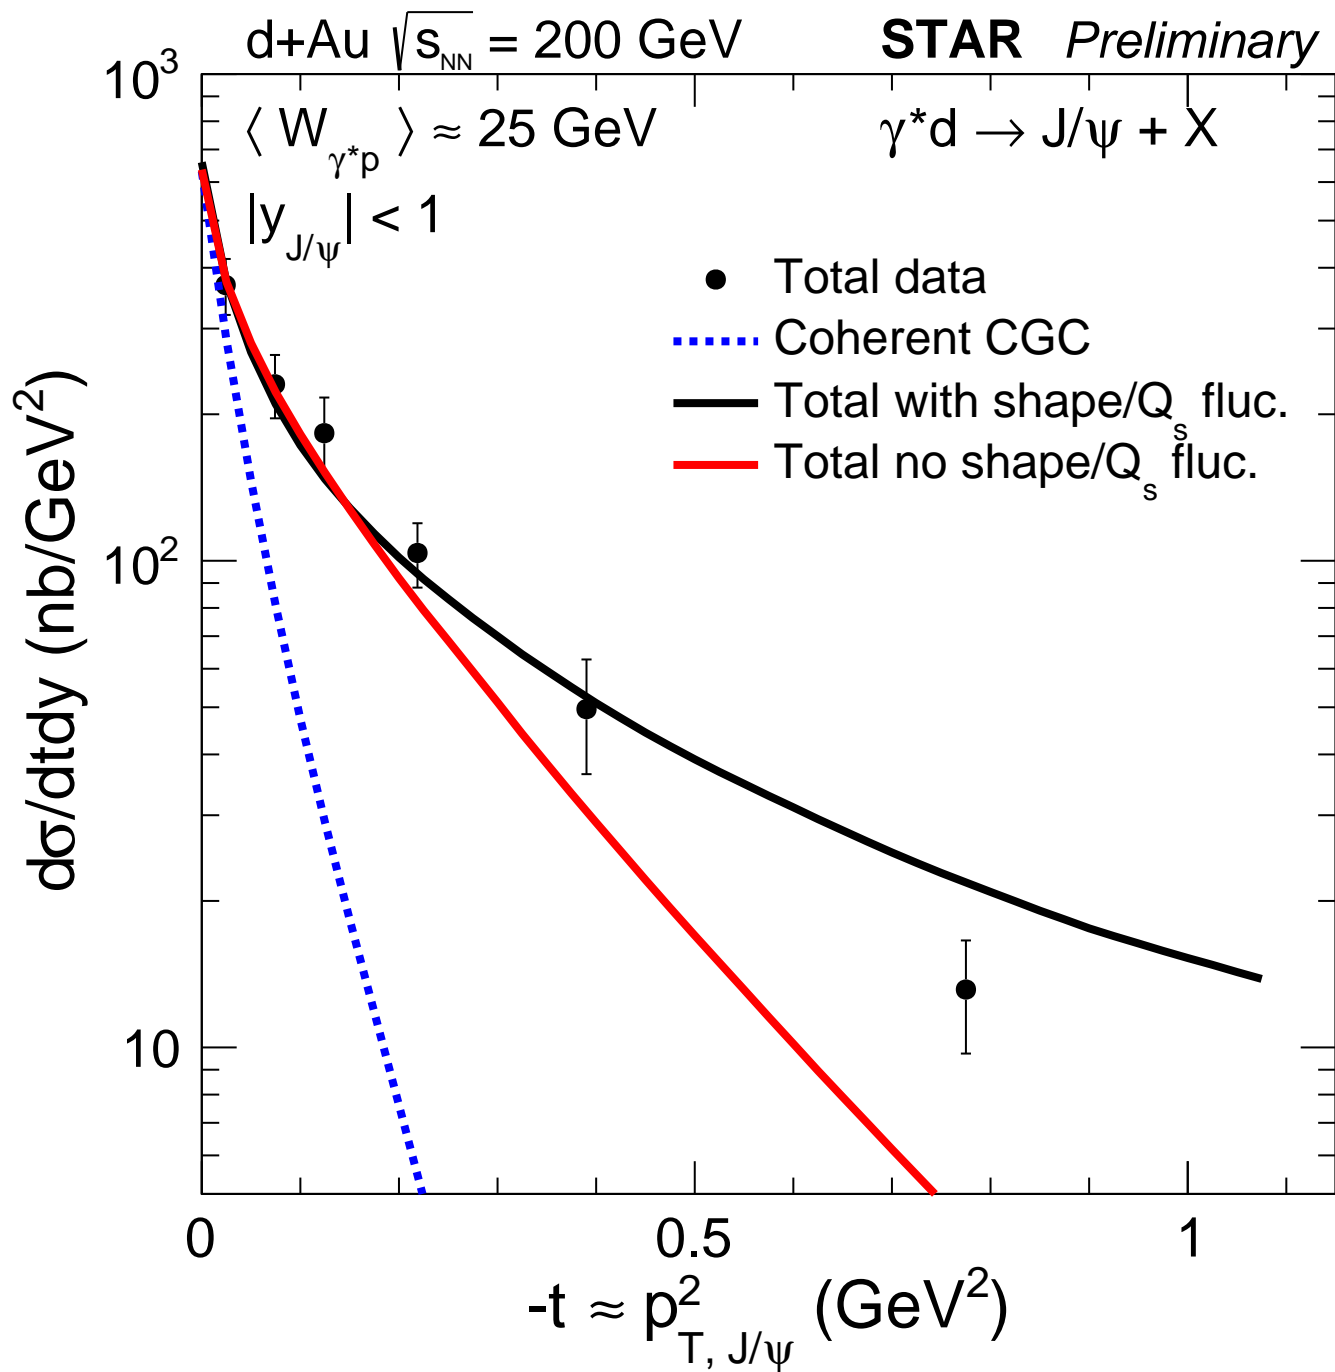 d+Au √s_NN = 200 GeV STAR Preliminary
⟨ W_γ*p ⟩ ≈ 25 GeV γ*d → J/ψ + X
|y_J/ψ| < 1
Total data
Coherent CGC
Total with shape/Q_s fluc.
Total no shape/Q_s fluc.
10³
10²
10
dσ/dtdy (nb/GeV²)
0 0.5 1
-t ≈ p²_T, J/ψ (GeV²)